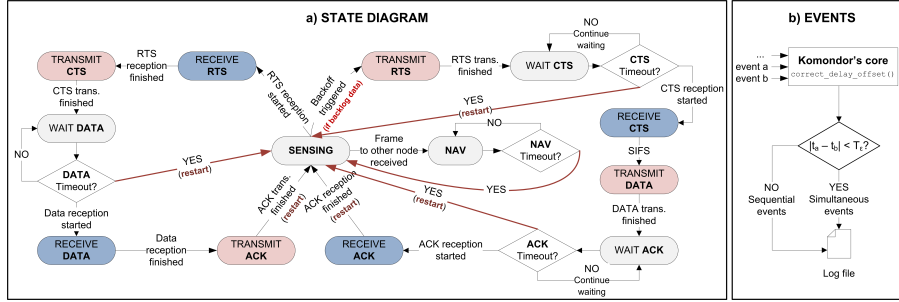 a) STATE DIAGRAM
TRANSMIT
CTS
RTS
reception
finished
RECEIVE
RTS
RTS reception
started
Backoff
triggered
(if backlog data)
TRANSMIT
RTS
RTS trans.
finished
WAIT CTS
NO
Continue
waiting
CTS
Timeout?
CTS reception
started
YES
(restart)
CTS trans.
finished
WAIT DATA
NO
DATA
Timeout?
YES
(restart)
SENSING
Frame
to other node
received
NAV
NO
NAV
Timeout?
YES
RECEIVE
CTS
SIFS
TRANSMIT
DATA
DATA trans.
finished
WAIT ACK
NO
Continue
waiting
ACK
Timeout?
YES
(restart)
ACK reception
started
RECEIVE
ACK
ACK reception
finished
(restart)
ACK trans.
finished
(restart)
TRANSMIT
ACK
Data
reception
finished
RECEIVE
DATA
Data reception
started
b) EVENTS
...
event a
event b
Komondor's core
correct_delay_offset()
|tₐ – t_b| < T_ε?
NO
Sequential
events
YES
Simultaneous
events
Log file